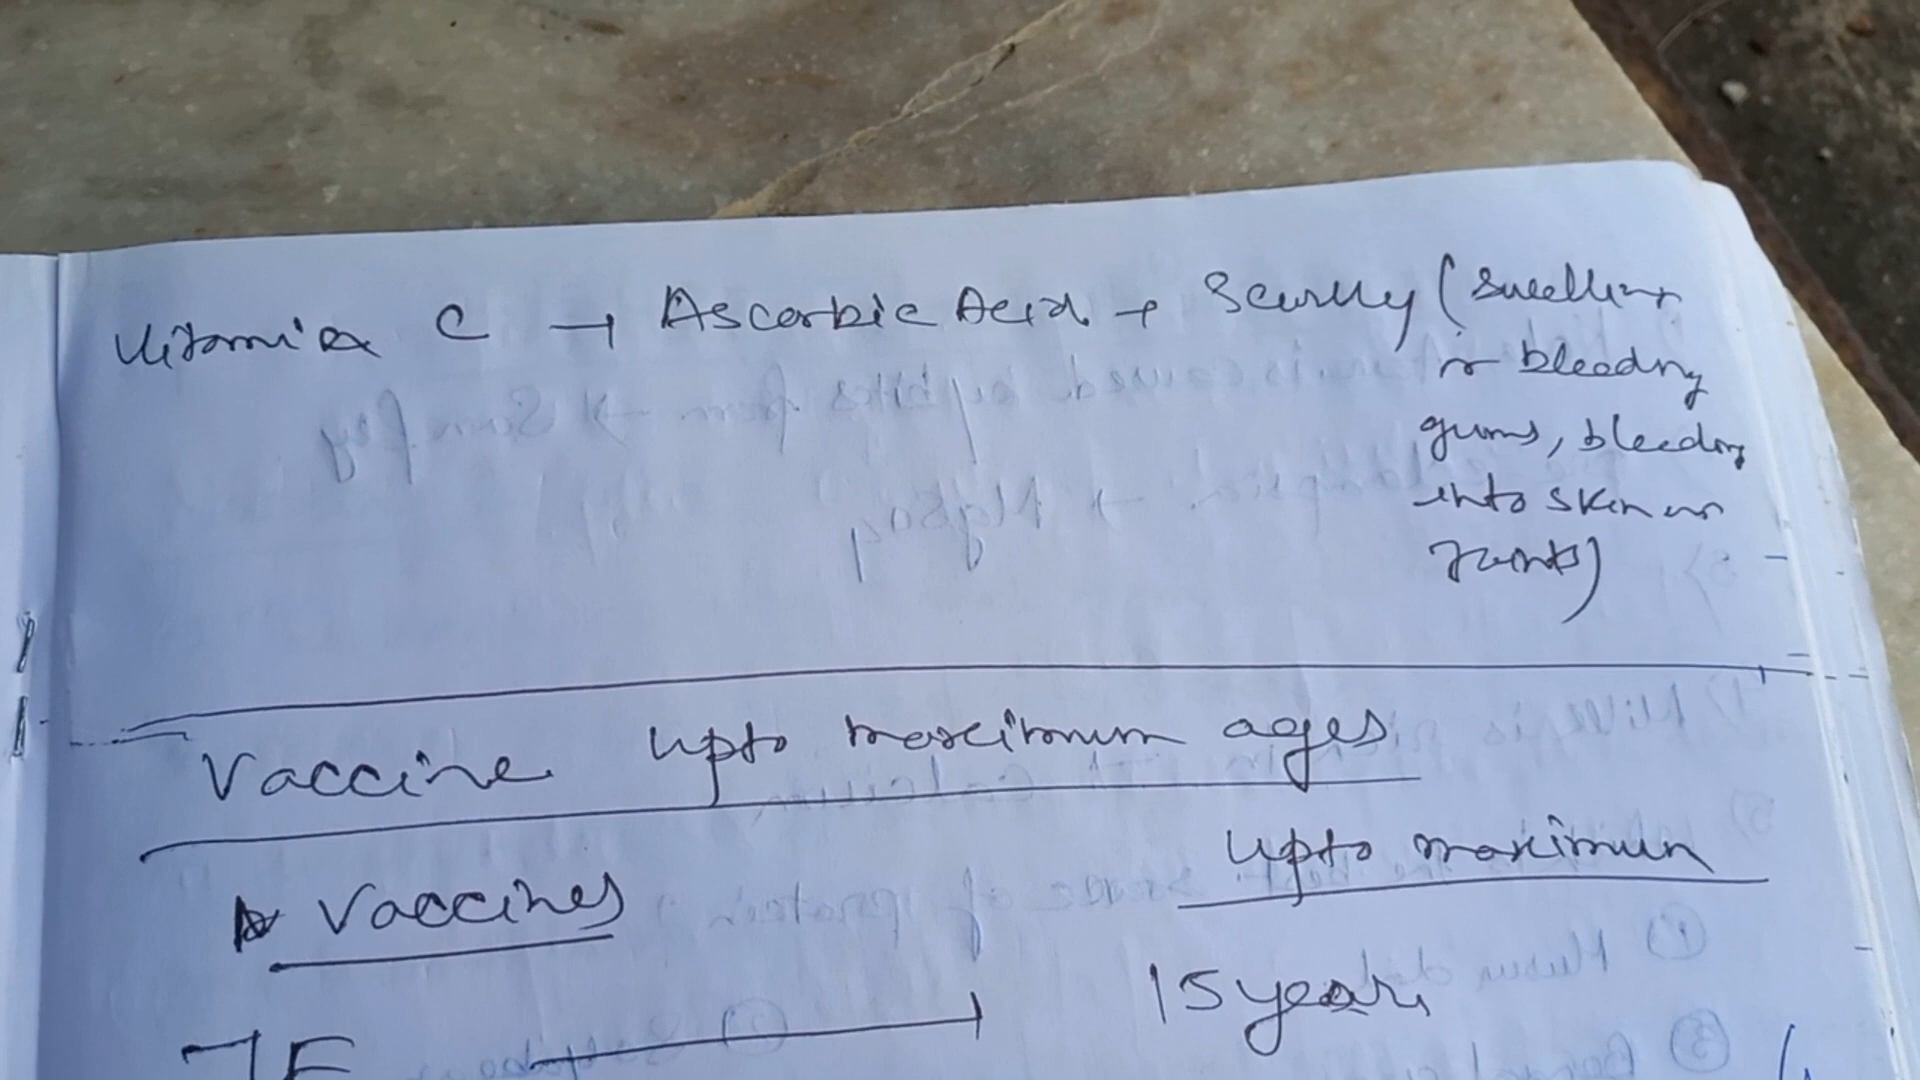 Vitamin C → Ascorbic Acid → Scurvy (swelling
or bleeding
gums, bleeding
into skin or
Joints)
Vaccine upto maximum ages
Vaccines upto maximum
JE → 15 years